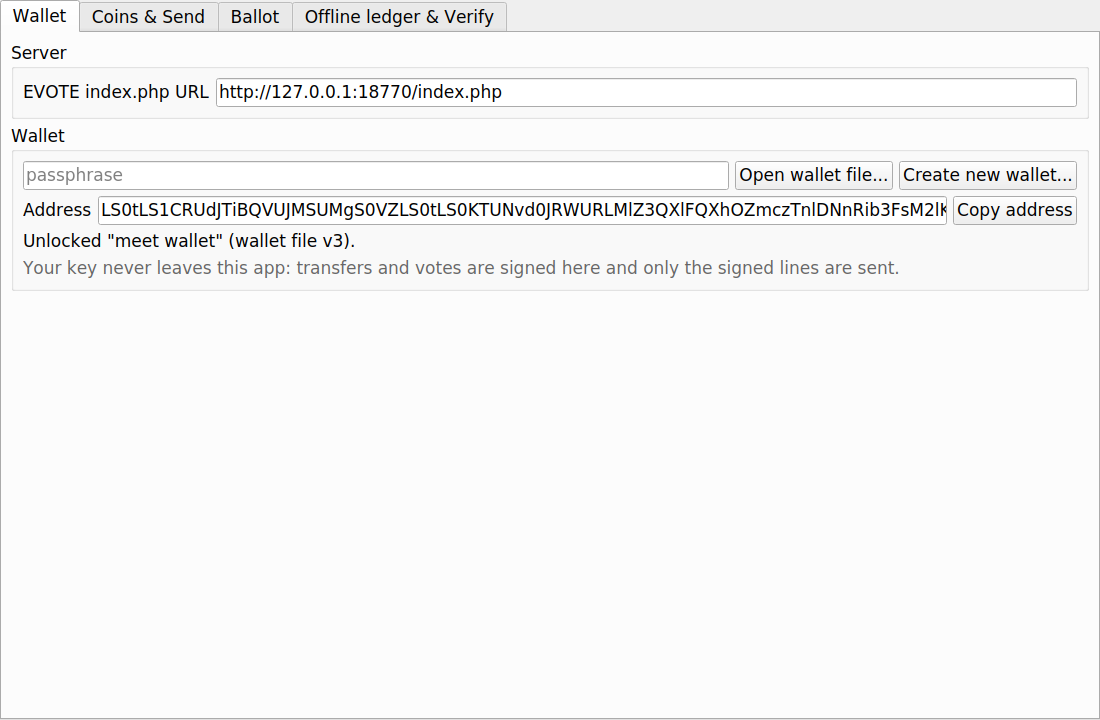 Wallet
Coins & Send
Ballot
Offline ledger & Verify
Server
EVOTE index.php URL http://127.0.0.1:18770/index.php
Wallet
passphrase Open wallet file... Create new wallet...
Address LS0tLS1CRUdJTiBQVUJMSUMgS0VZLS0tLS0KTUNvd0JRWURLMlZ3QXlFQXhOZmczTnlDNnRib3FsM2lK Copy address
Unlocked "meet wallet" (wallet file v3).
Your key never leaves this app: transfers and votes are signed here and only the signed lines are sent.